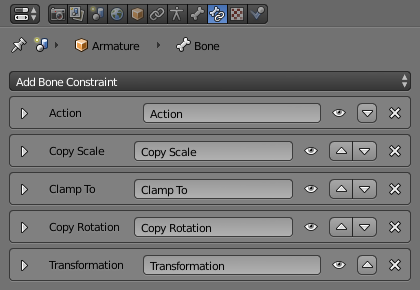 Armature Bone
Add Bone Constraint
Action Action
Copy Scale Copy Scale
Clamp To Clamp To
Copy Rotation Copy Rotation
Transformation Transformation